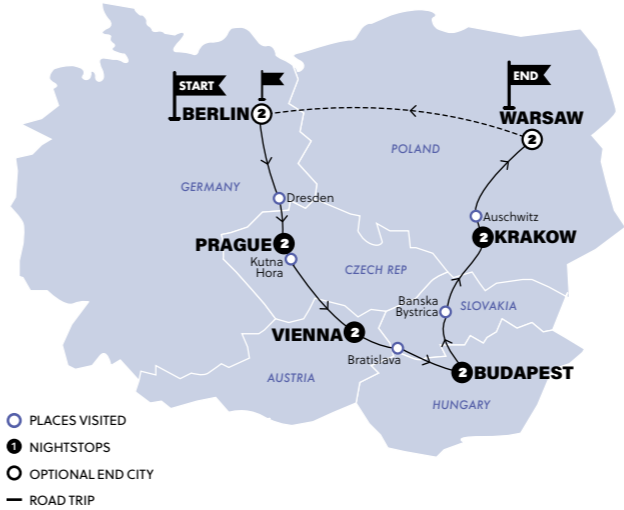 START
END
BERLIN
2
WARSAW
2
POLAND
GERMANY
Dresden
Auschwitz
PRAGUE
2
2
KRAKOW
Kutna
Hora
CZECH REP
Banska
Bystrica
SLOVAKIA
VIENNA
2
Bratislava
2
BUDAPEST
AUSTRIA
HUNGARY
PLACES VISITED
1
NIGHTSTOPS
OPTIONAL END CITY
ROAD TRIP